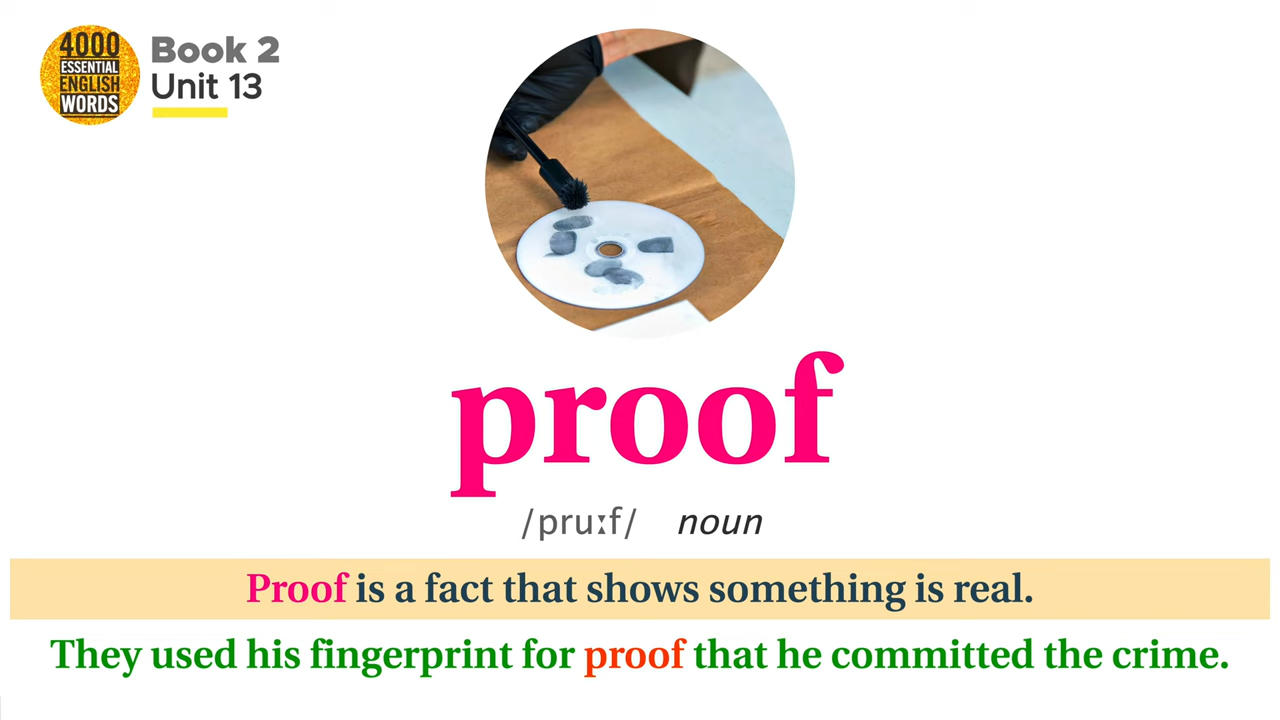 4000
ESSENTIAL
ENGLISH
WORDS
Book 2
Unit 13
proof
/pruːf/ noun
Proof is a fact that shows something is real.
They used his fingerprint for proof that he committed the crime.